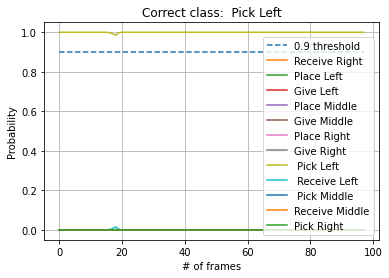 Correct class:  Pick Left
Probability
1.0
0.8
0.6
0.4
0.2
0.0
0.9 threshold
Receive Right
Place Left
Give Left
Place Middle
Give Middle
Place Right
Give Right
Pick Left
Receive Left
Pick Middle
Receive Middle
Pick Right
0 20 40 60 80 100
# of frames